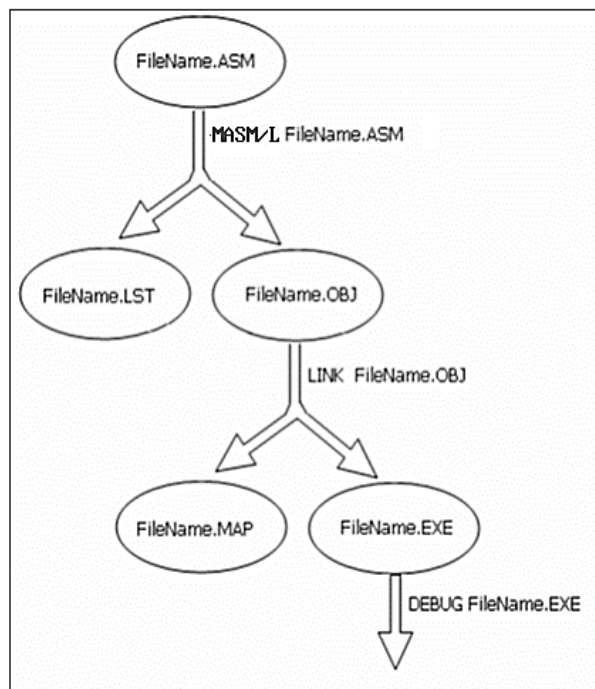 FileName.ASM
MASM/L FileName.ASM
FileName.LST
FileName.OBJ
LINK FileName.OBJ
FileName.MAP
FileName.EXE
DEBUG FileName.EXE